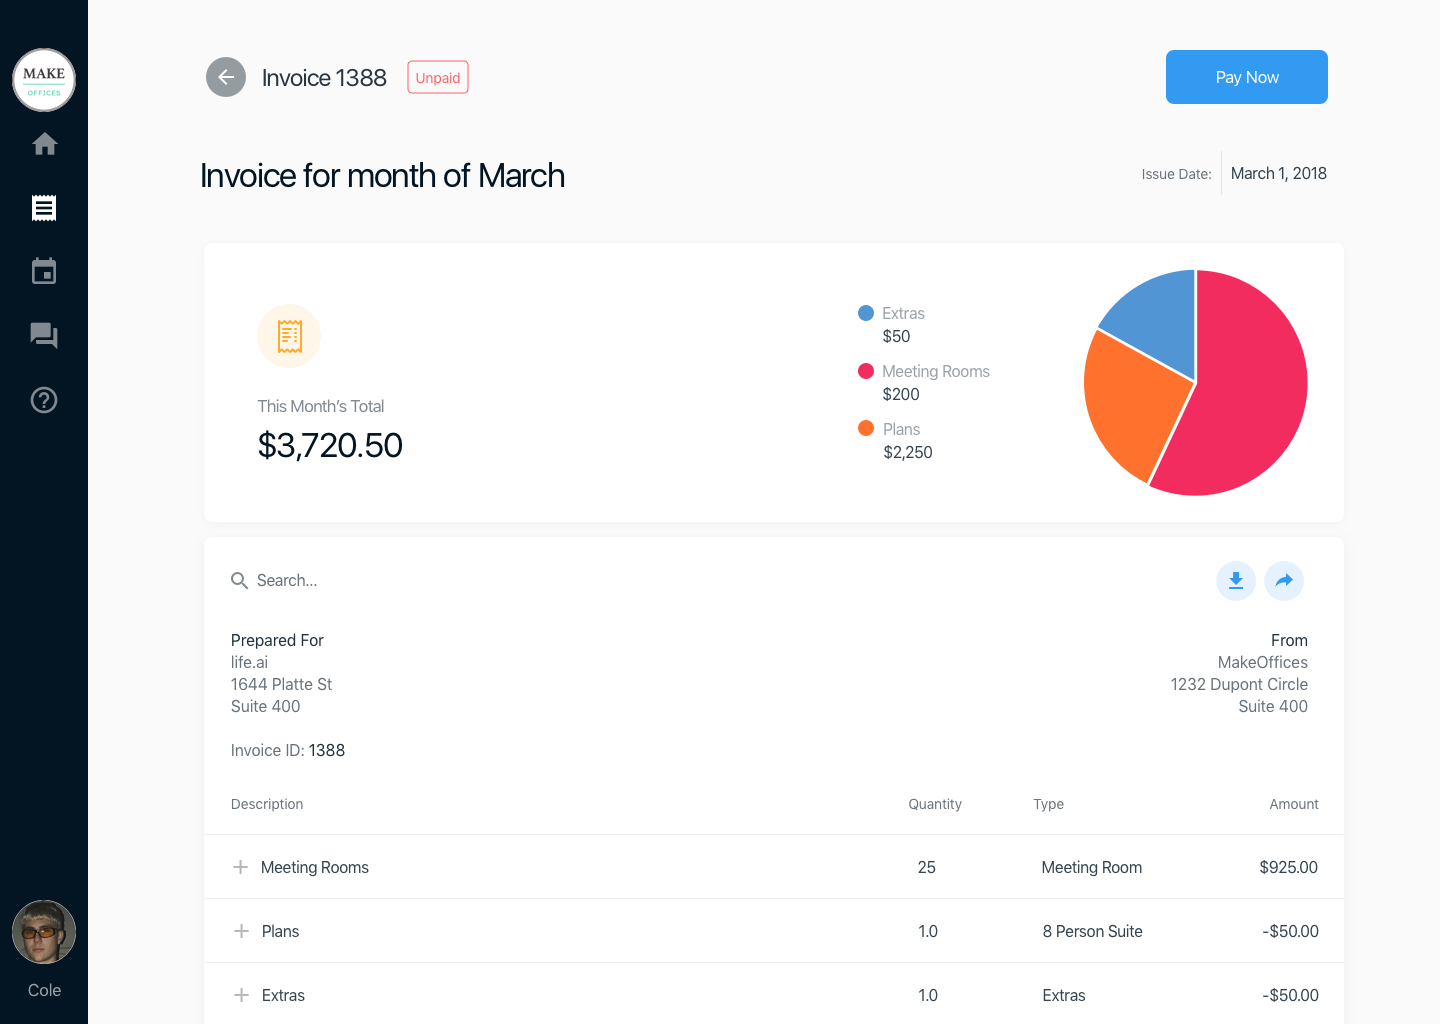 MAKE
OFFICES
Invoice 1388
Unpaid
Pay Now
Invoice for month of March
Issue Date:
March 1, 2018
This Month's Total
$3,720.50
Extras
$50
Meeting Rooms
$200
Plans
$2,250
Search...
Prepared For
life.ai
1644 Platte St
Suite 400
From
MakeOffices
1232 Dupont Circle
Suite 400
Invoice ID: 1388
Description Quantity Type Amount
Meeting Rooms 25 Meeting Room $925.00
Plans 1.0 8 Person Suite -$50.00
Extras 1.0 Extras -$50.00
Cole